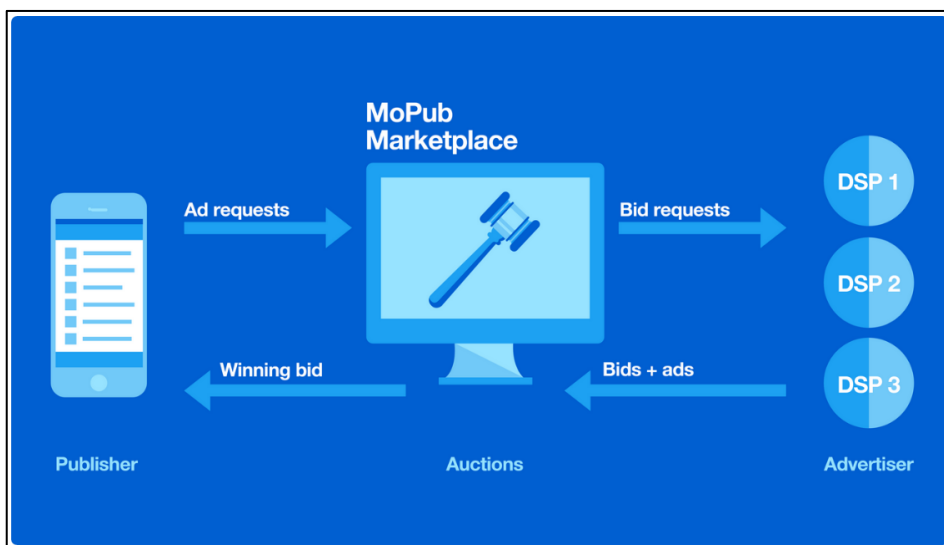 MoPub
Marketplace
Ad requests
Bid requests
DSP 1
DSP 2
DSP 3
Winning bid
Bids + ads
Publisher
Auctions
Advertiser